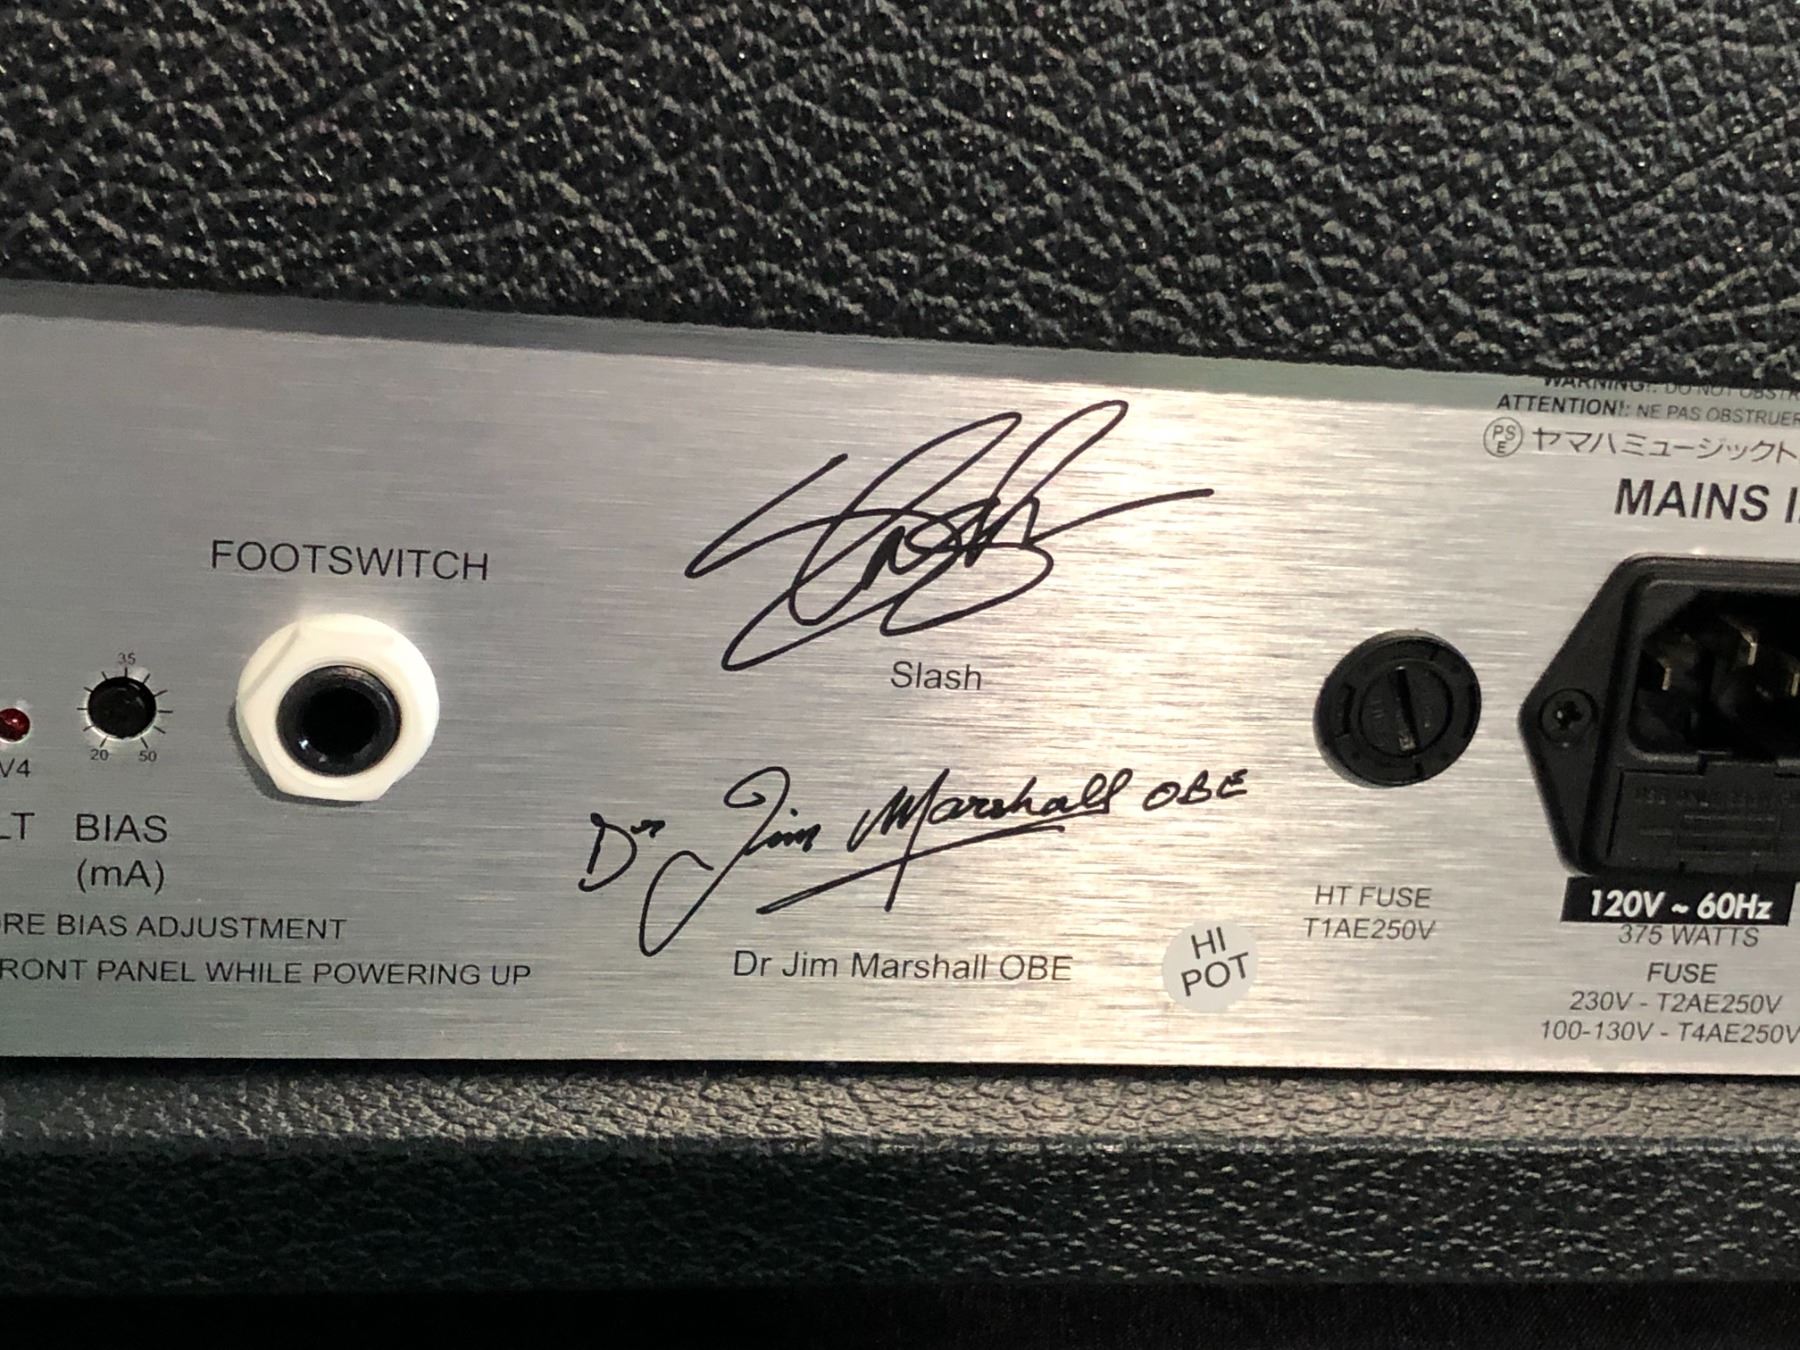 WARNING!: DO NOT OBSTR
ATTENTION!: NE PAS OBSTRUER
PSE ヤマハミュージックト
MAINS I
FOOTSWITCH
Slash
Slash
35
20 50
V4
LT BIAS
(mA)
ORE BIAS ADJUSTMENT
RONT PANEL WHILE POWERING UP
Dr Jim Marshall OBE
Dr Jim Marshall OBE
HI
POT
HT FUSE
T1AE250V
120V ~ 60Hz
375 WATTS
FUSE
230V - T2AE250V
100-130V - T4AE250V